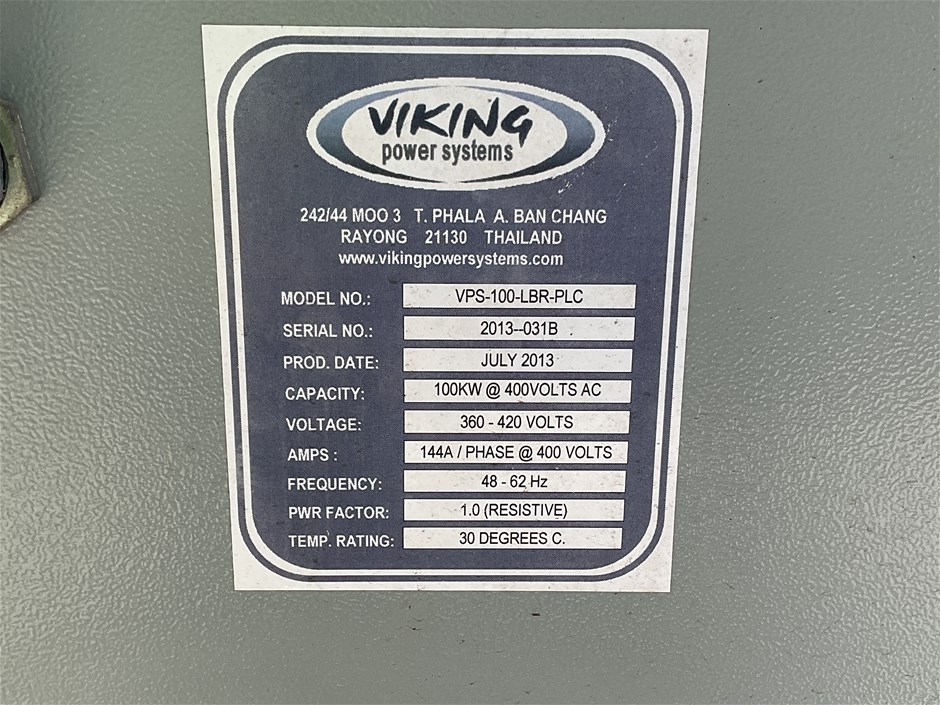 VIKING
power systems
242/44 MOO 3 T. PHALA A. BAN CHANG
RAYONG 21130 THAILAND
www.vikingpowersystems.com
MODEL NO.: VPS-100-LBR-PLC
SERIAL NO.: 2013--031B
PROD. DATE: JULY 2013
CAPACITY: 100KW @ 400VOLTS AC
VOLTAGE: 360 - 420 VOLTS
AMPS : 144A / PHASE @ 400 VOLTS
FREQUENCY: 48 - 62 Hz
PWR FACTOR: 1.0 (RESISTIVE)
TEMP. RATING: 30 DEGREES C.